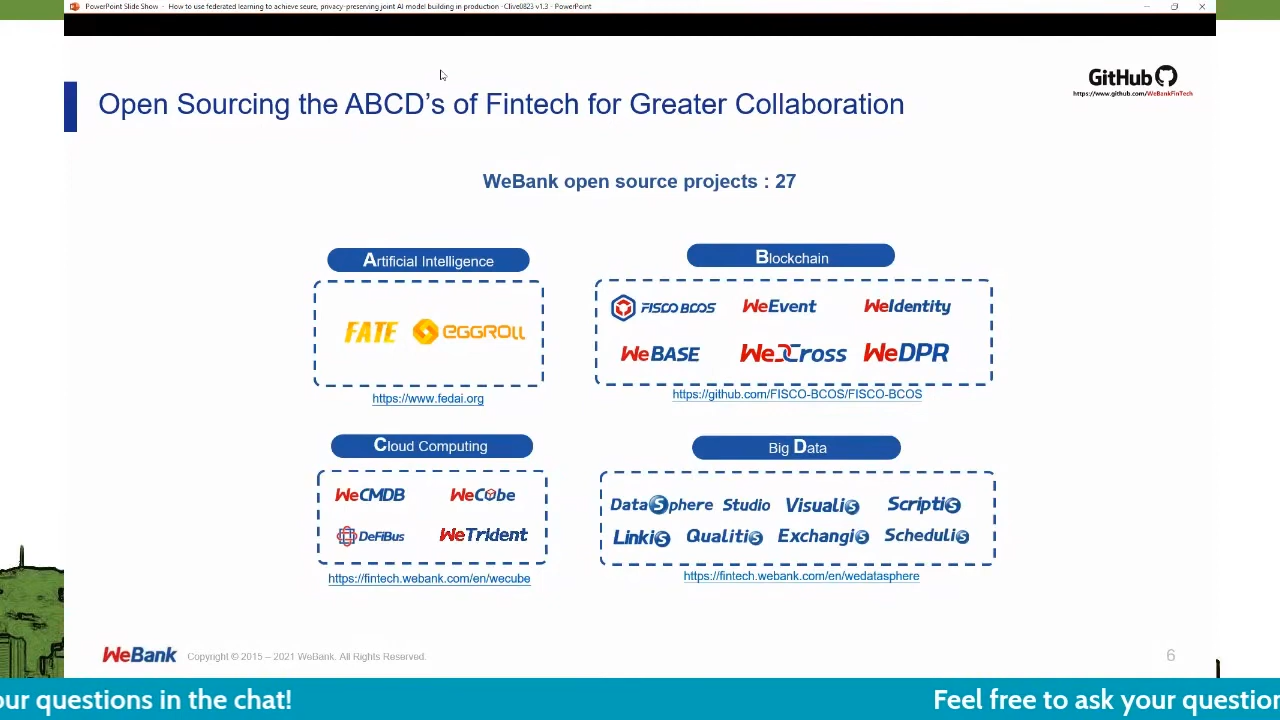 PowerPoint Slide Show - How to use federated learning to achieve seure, privacy-preserving joint AI model building in production - Clive0823 v1.3 - PowerPoint
GitHub
https://www.github.com/WeBankFinTech
Open Sourcing the ABCD's of Fintech for Greater Collaboration
WeBank open source projects : 27
Artificial Intelligence
FATE EGGROLL
https://www.fedai.org
Blockchain
FISCO BCOS WeEvent WeIdentity
WeBASE WeCross WeDPR
https://github.com/FISCO-BCOS/FISCO-BCOS
Cloud Computing
WeCMDB WeCube
DeFiBus WeTrident
https://fintech.webank.com/en/wecube
Big Data
DataSphere Studio Visualis Scriptis
Linkis Qualitis Exchangis Schedulis
https://fintech.webank.com/en/wedatasphere
WeBank Copyright © 2015 – 2021 WeBank. All Rights Reserved.
6
our questions in the chat! Feel free to ask your question